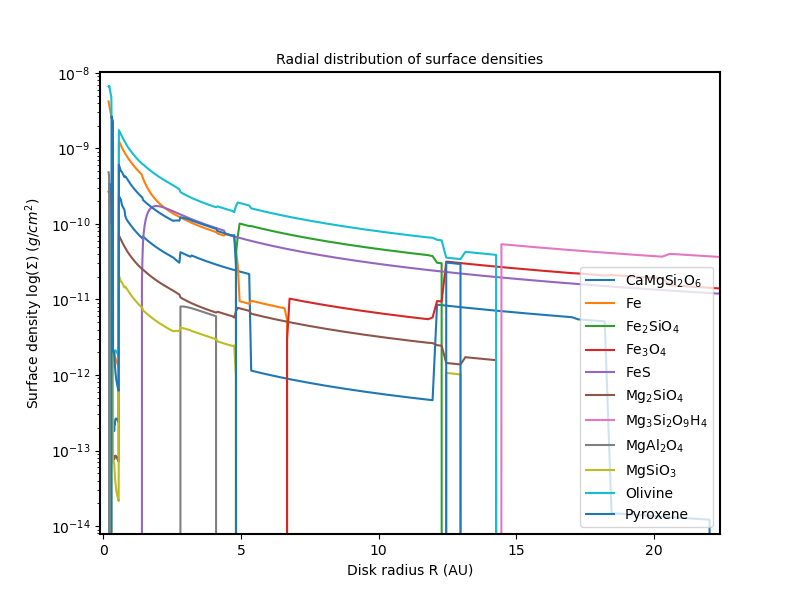 Radial distribution of surface densities
Surface density log(Σ) (g/cm²)
10⁻⁸
10⁻⁹
10⁻¹⁰
10⁻¹¹
10⁻¹²
10⁻¹³
10⁻¹⁴
CaMgSi₂O₆
Fe
Fe₂SiO₄
Fe₃O₄
FeS
Mg₂SiO₄
Mg₃Si₂O₉H₄
MgAl₂O₄
MgSiO₃
Olivine
Pyroxene
0 5 10 15 20
Disk radius R (AU)